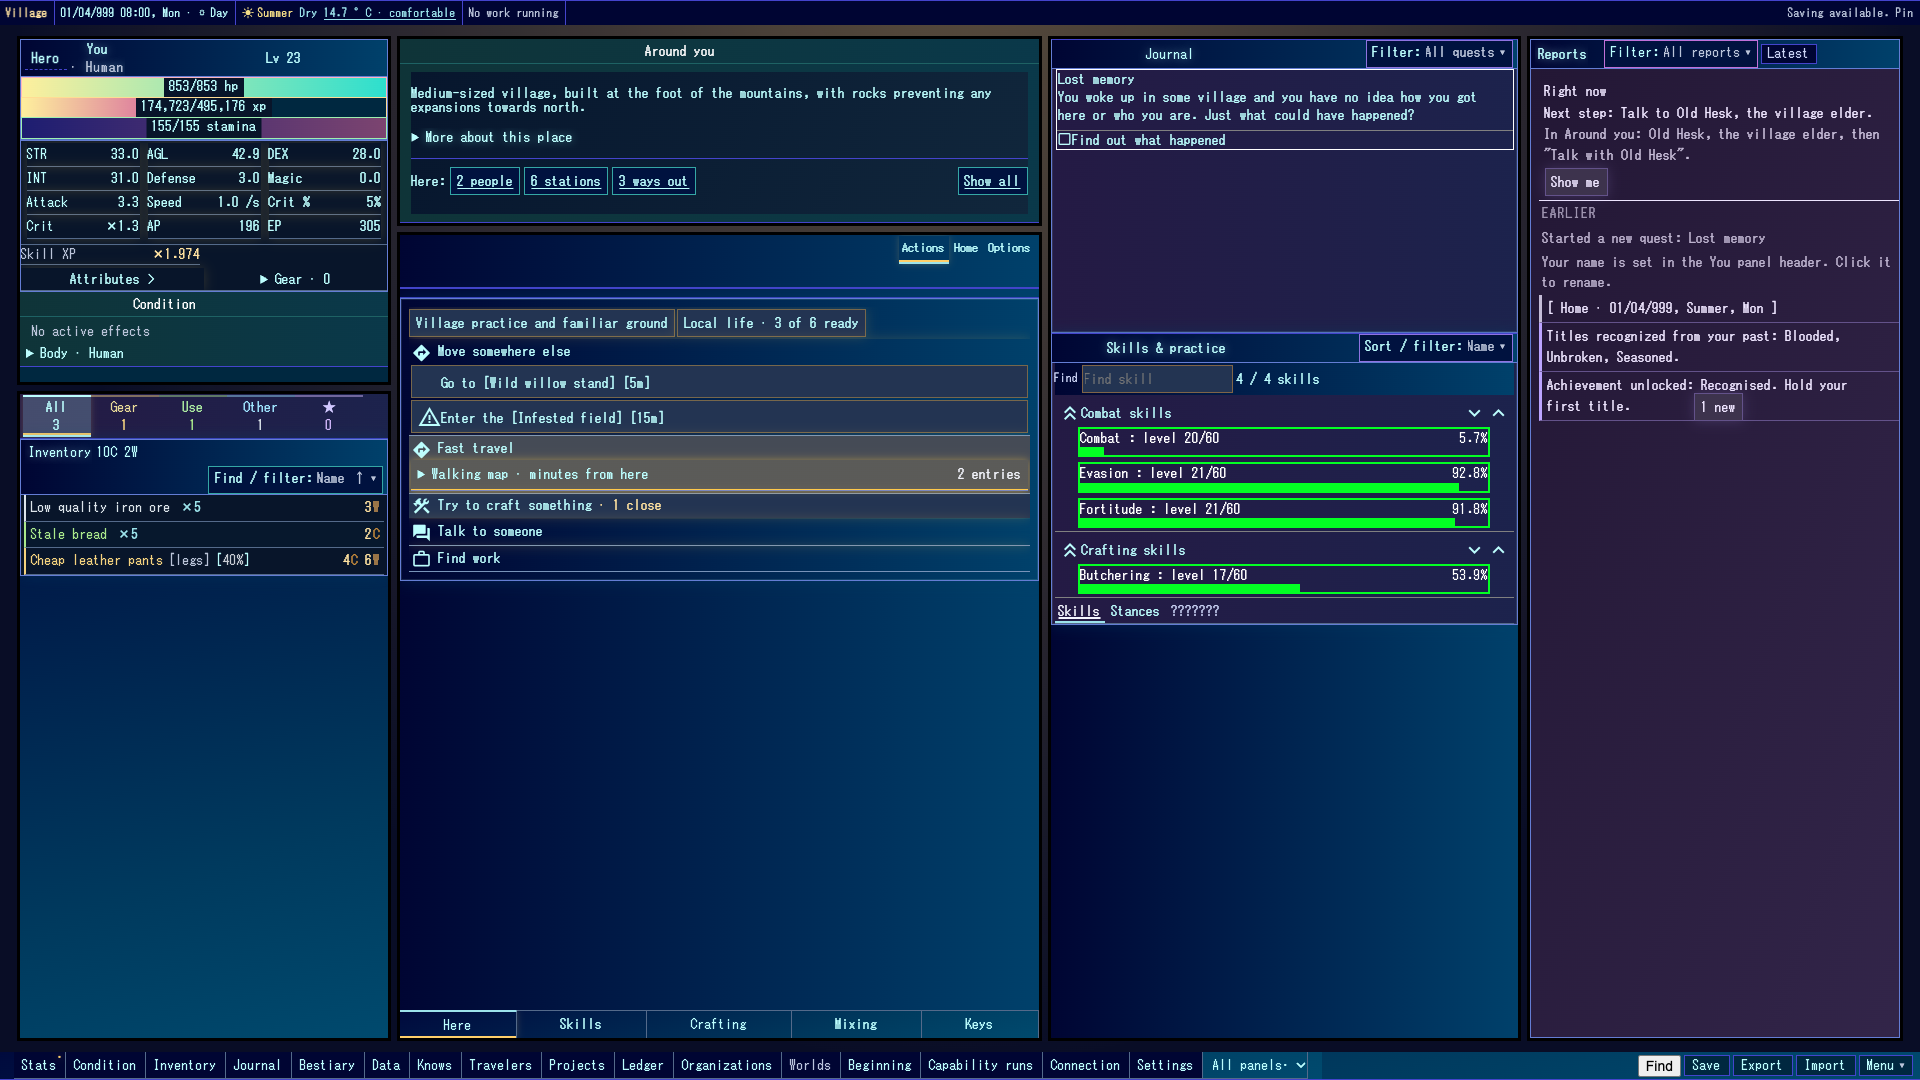 Village 01/04/999 08:00, Mon · ☼ Day ☀ Summer Dry 14.7 ° C · comfortable No work running Saving available. Pin
Hero · You Human Lv 23
853/853 hp
174,723/495,176 xp
155/155 stamina
STR 33.0 AGL 42.9 DEX 28.0
INT 31.0 Defense 3.0 Magic 0.0
Attack 3.3 Speed 1.0 /s Crit % 5%
Crit ×1.3 AP 196 EP 305
Skill XP ×1.974
Attributes > ▶ Gear · 0
Condition
No active effects
▶ Body · Human
All Gear Use Other ★
3 1 1 1 0
Inventory 10C 2W
Find / filter: Name ↑ ▾
Low quality iron ore ×5 3W
Stale bread ×5 2C
Cheap leather pants [legs] [40%] 4C 6W
Around you
Medium-sized village, built at the foot of the mountains, with rocks preventing any
expansions towards north.
▶ More about this place
Here: 2 people 6 stations 3 ways out Show all
Actions Home Options
Village practice and familiar ground Local life · 3 of 6 ready
Move somewhere else
Go to [Wild willow stand] [5m]
Enter the [Infested field] [15m]
Fast travel
▶ Walking map · minutes from here 2 entries
Try to craft something · 1 close
Talk to someone
Find work
Here Skills Crafting Mixing Keys
Journal Filter: All quests ▾
Lost memory
You woke up in some village and you have no idea how you got
here or who you are. Just what could have happened?
☐Find out what happened
Skills & practice Sort / filter: Name ▾
Find Find skill 4 / 4 skills
Combat skills
Combat : level 20/60 5.7%
Evasion : level 21/60 92.8%
Fortitude : level 21/60 91.8%
Crafting skills
Butchering : level 17/60 53.9%
Skills Stances ???????
Reports Filter: All reports ▾ Latest
Right now
Next step: Talk to Old Hesk, the village elder.
In Around you: Old Hesk, the village elder, then
"Talk with Old Hesk".
Show me
EARLIER
Started a new quest: Lost memory
Your name is set in the You panel header. Click it
to rename.
[ Home · 01/04/999, Summer, Mon ]
Titles recognized from your past: Blooded,
Unbroken, Seasoned.
Achievement unlocked: Recognised. Hold your
first title. 1 new
Stats Condition Inventory Journal Bestiary Data Knows Travelers Projects Ledger Organizations Worlds Beginning Capability runs Connection Settings All panels· Find Save Export Import Menu ▾